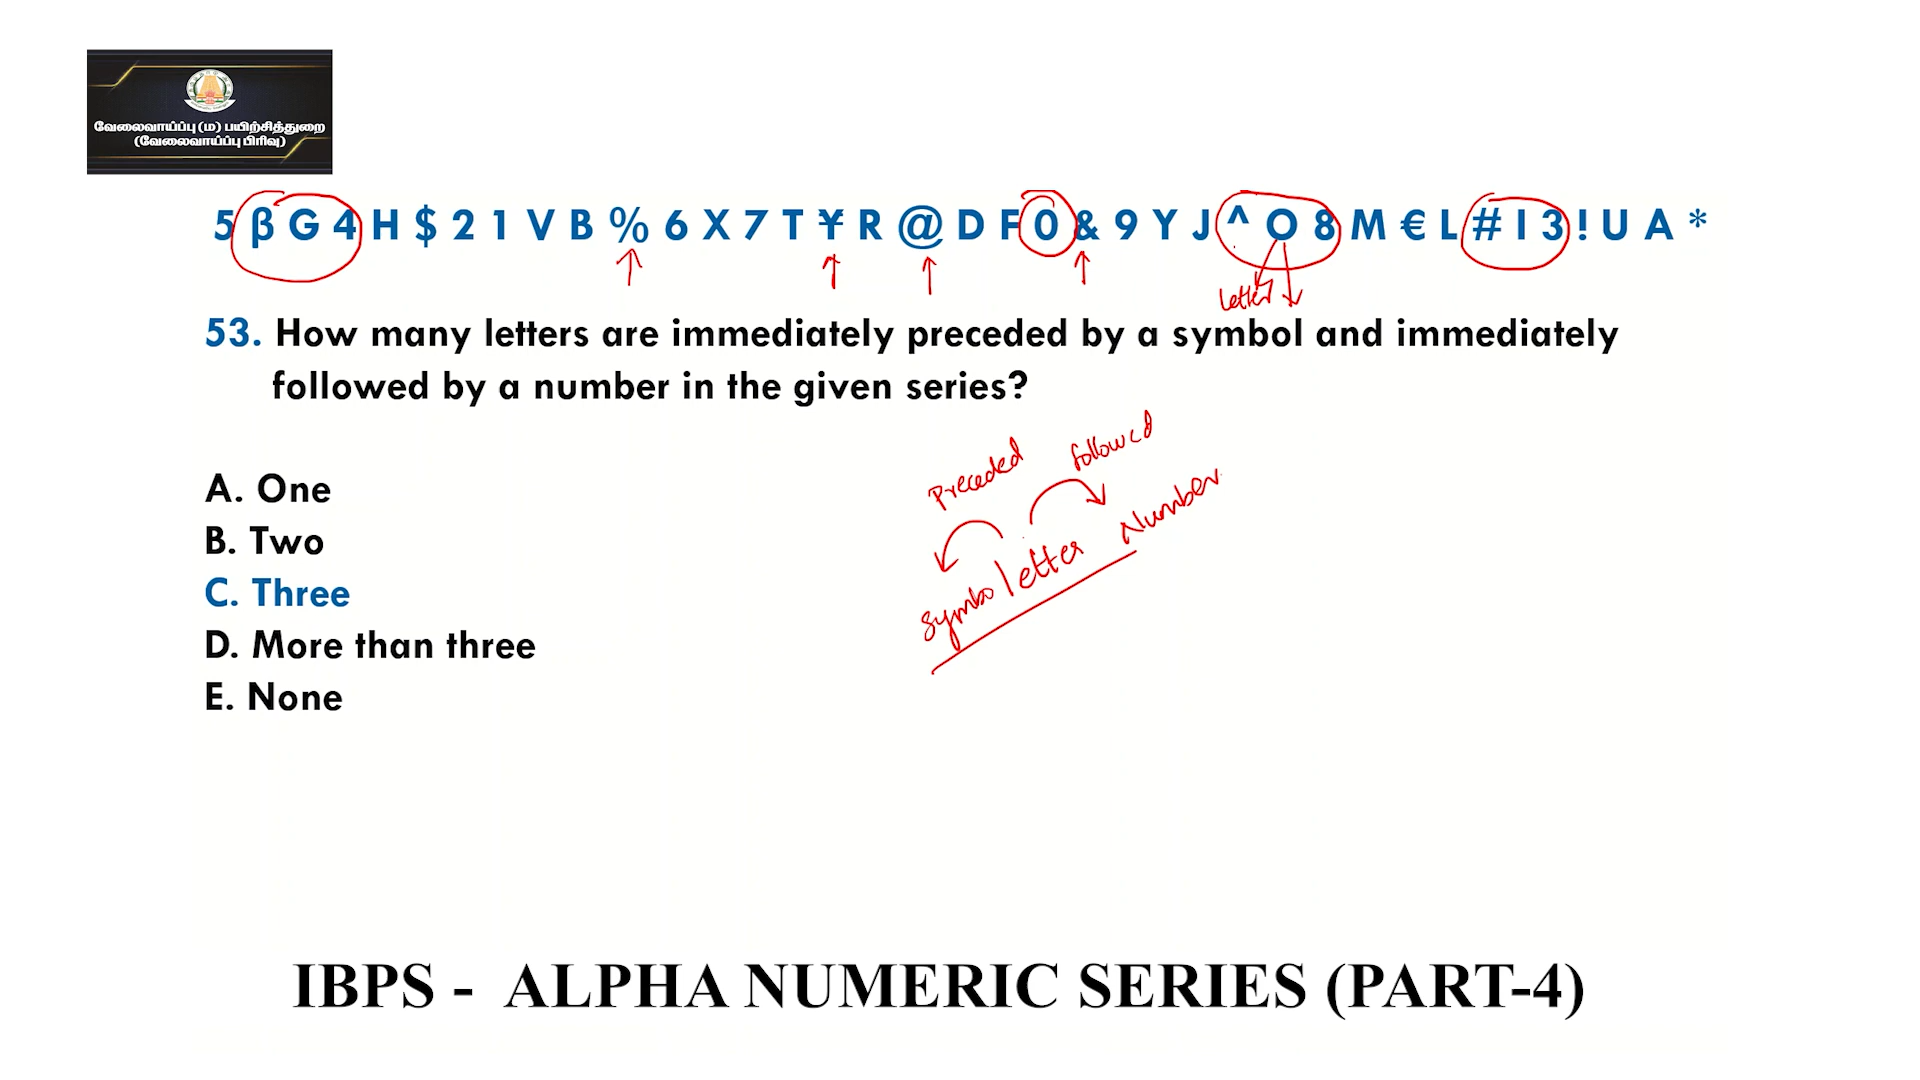 வேலைவாய்ப்பு (ம) பயிற்சித்துறை
(வேலைவாய்ப்பு பிரிவு)
5 β G 4 H $ 2 1 V B % 6 X 7 T ¥ R @ D F 0 & 9 Y J ^ O 8 M € L # I 3 ! U A *
letter
53. How many letters are immediately preceded by a symbol and immediately
followed by a number in the given series?
preceded followed
symbol letter Number
A. One
B. Two
C. Three
D. More than three
E. None
IBPS - ALPHA NUMERIC SERIES (PART-4)